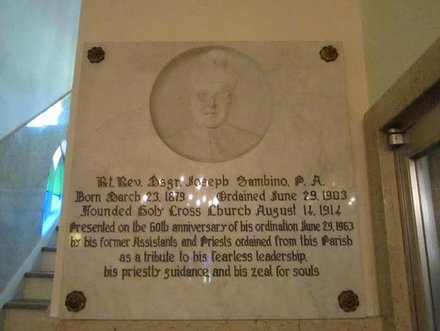 Rt. Rev. Msgr. Joseph Sambino, P. A.
Born March 23, 1879 Ordained June 29, 1903
Founded Holy Cross Church August 14, 1914
Presented on the 60th anniversary of his ordination June 29, 1963
by his former Assistants and Priests ordained from this Parish
as a tribute to his fearless leadership,
his priestly guidance and his zeal for souls